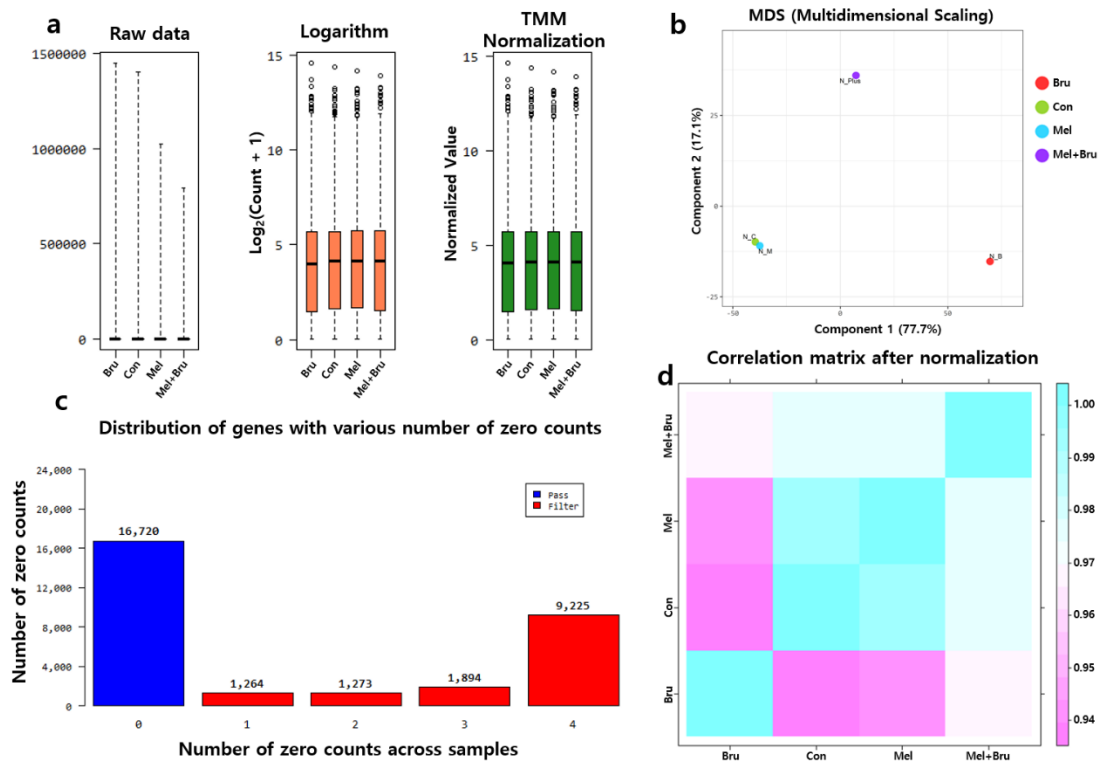 a
Raw data
1500000
1000000
500000
0
Bru
Con
Mel
Mel+Bru
Logarithm
Log2(Count + 1)
15
10
5
0
Bru
Con
Mel
Mel+Bru
TMM
Normalization
Normalized Value
15
10
5
0
Bru
Con
Mel
Mel+Bru
b
MDS (Multidimensional Scaling)
Component 2 (17.1%)
25
0
-25
N_Plus
N_C
N_M
N_B
-50
0
50
Component 1 (77.7%)
Bru
Con
Mel
Mel+Bru
c
Distribution of genes with various number of zero counts
Number of zero counts
24,000
20,000
16,000
12,000
8,000
4,000
0
Pass
Filter
16,720
1,264
1,273
1,894
9,225
0
1
2
3
4
Number of zero counts across samples
d
Correlation matrix after normalization
Mel+Bru
Mel
Con
Bru
Bru
Con
Mel
Mel+Bru
1.00
0.99
0.98
0.97
0.96
0.95
0.94